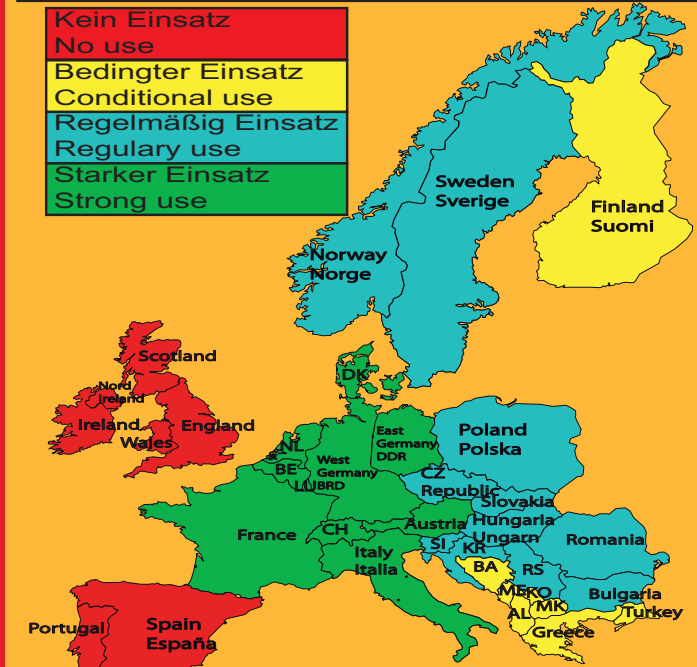 Kein Einsatz
No use
Bedingter Einsatz
Conditional use
Regelmäßig Einsatz
Regulary use
Starker Einsatz
Strong use
Sweden
Sverige
Finland
Suomi
Norway
Norge
Scotland
Nord
Ireland
Ireland
Wales
England
DK
NL
BE
LU
West
Germany
BRD
East
Germany
DDR
Poland
Polska
CZ
Republic
Slovakia
Hungaria
Ungarn
Austria
France
CH
Italy
Italia
SI
KR
BA
RS
Romania
ME
KO
MK
AL
Bulgaria
Turkey
Greece
Portugal
Spain
España